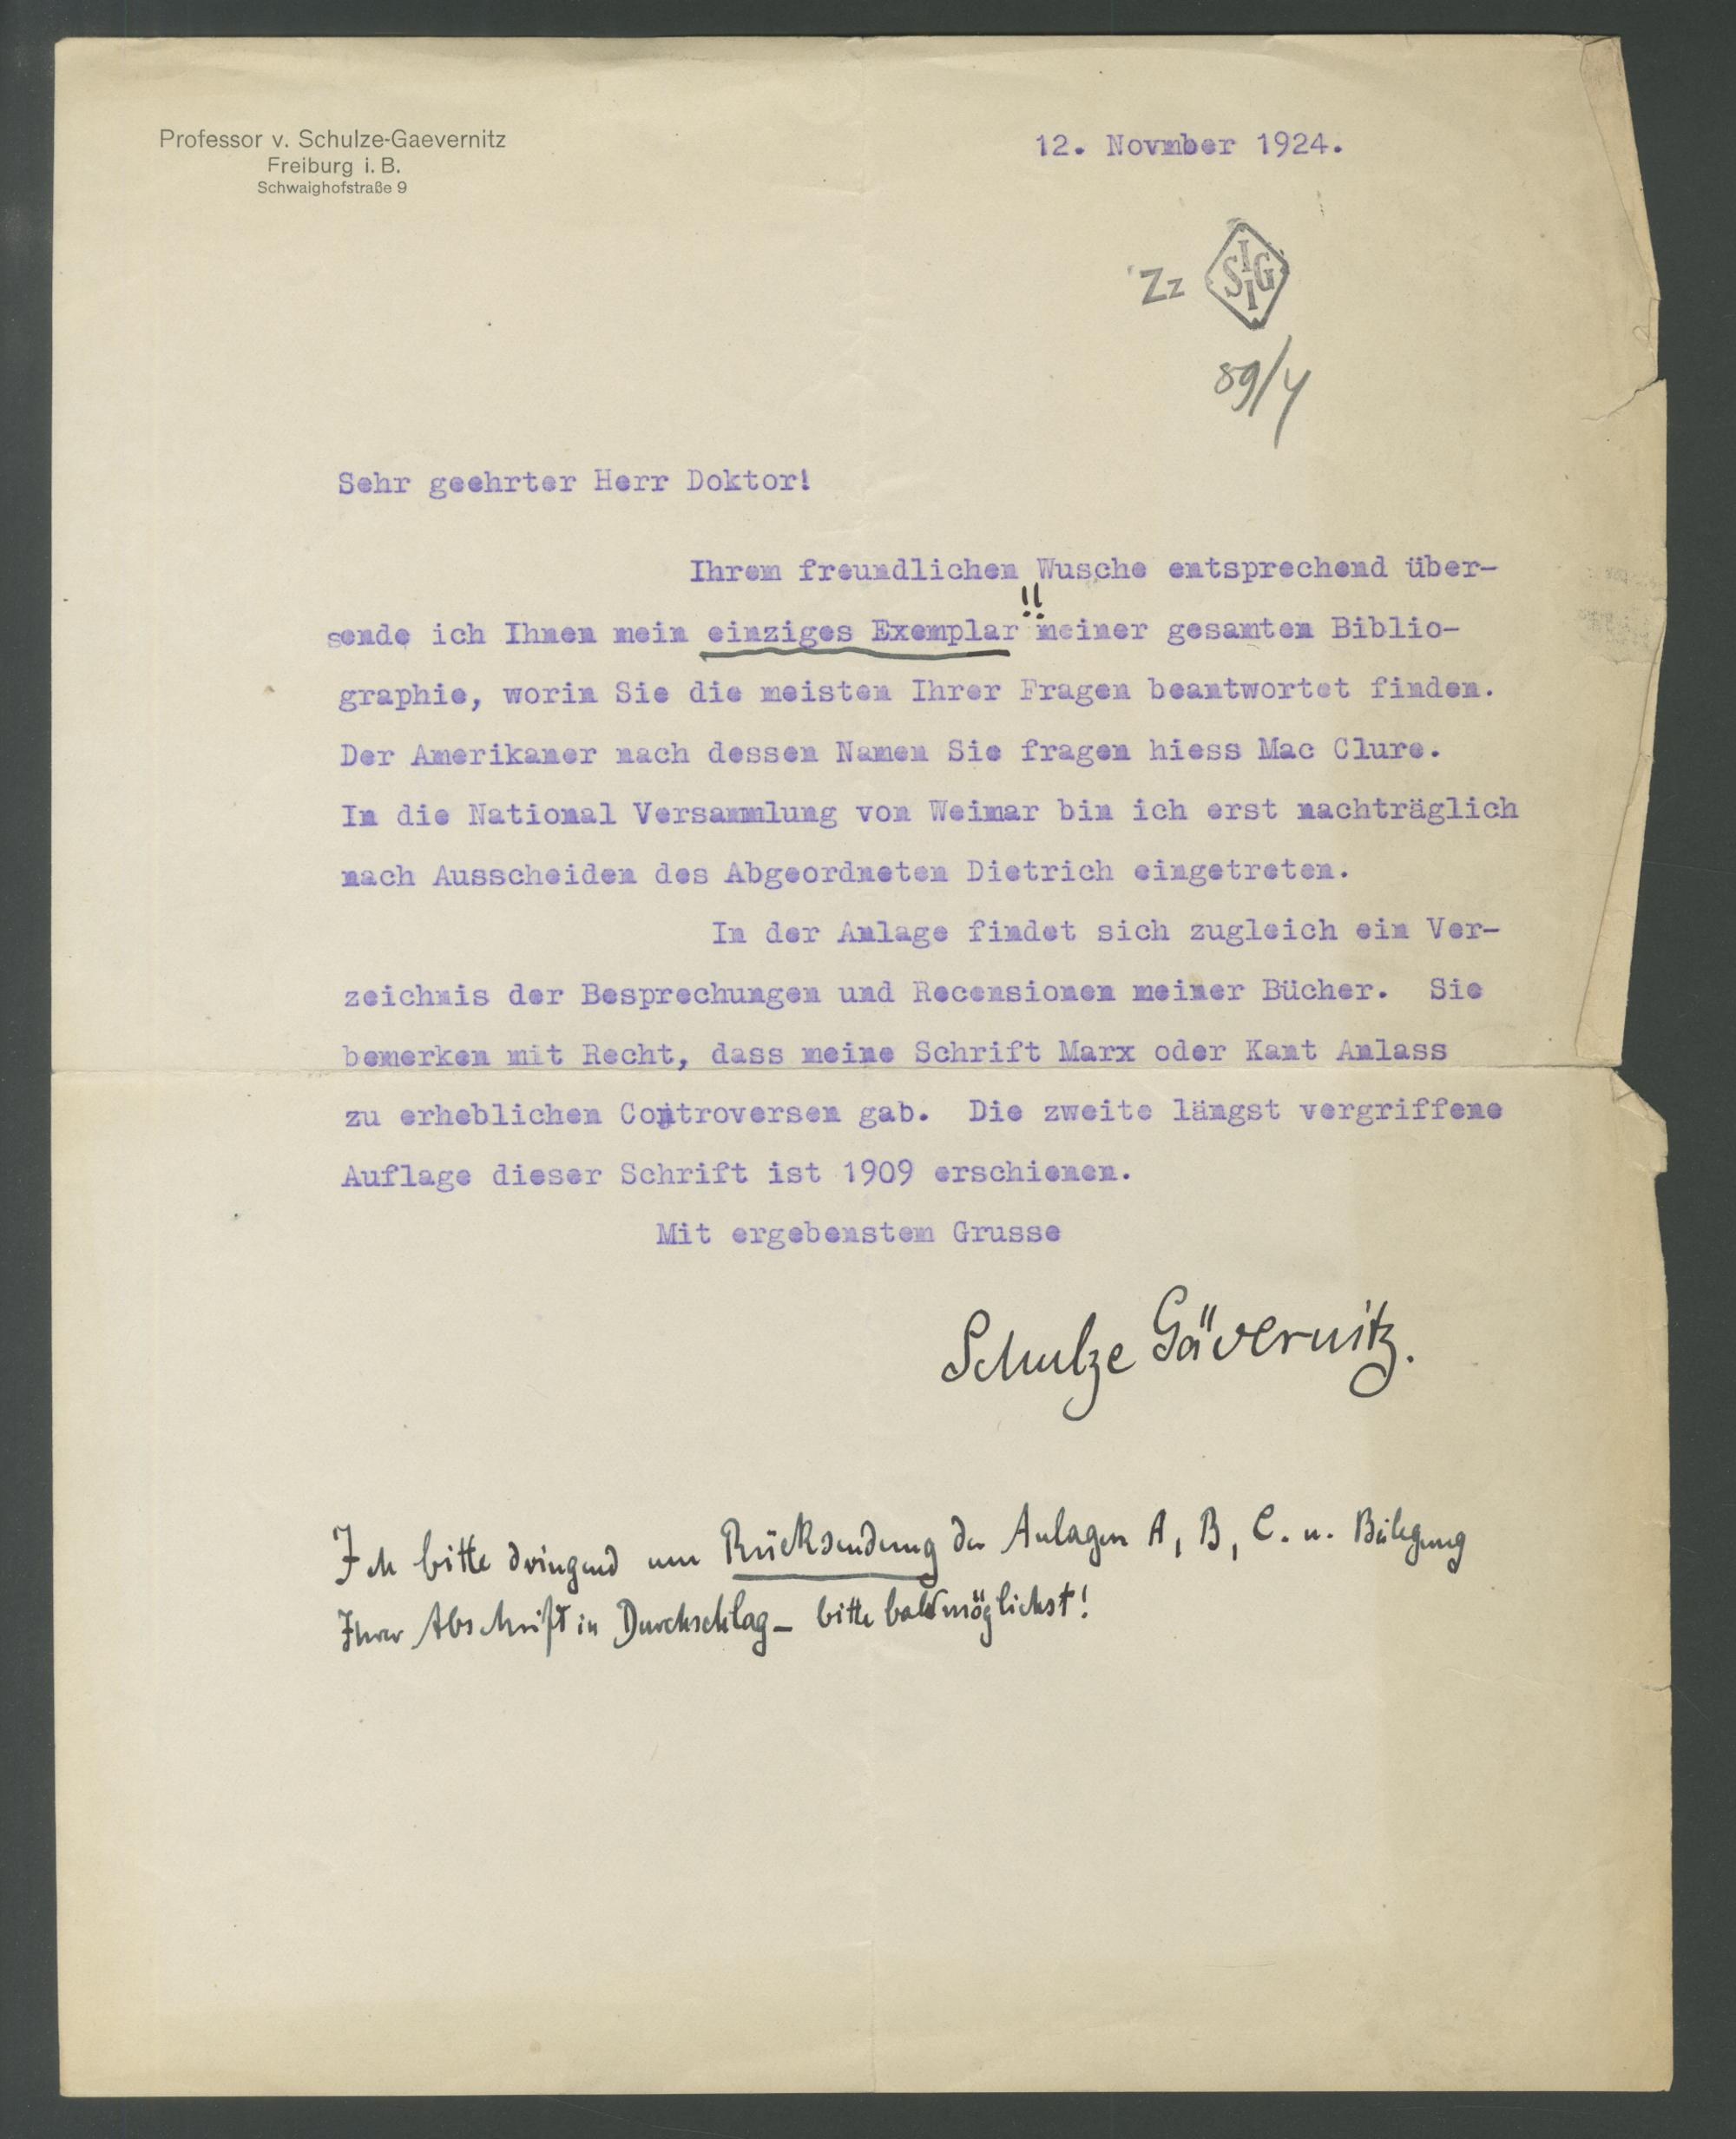 Professor v. Schulze-Gaevernitz
Freiburg i. B.
Schwaighofstraße 9
12. Novmber 1924.
Zz
SIIG
89/4
Sehr geehrter Herr Doktor!
Ihrem freundlichen Wusche entsprechend über-
!!
sende ich Ihnen mein einziges Exemplar meiner gesamten Biblio-
graphie, worin Sie die meisten Ihrer Fragen beantwortet finden.
Der Amerikaner nach dessen Namen Sie fragen hiess Mac Clure.
In die National Versammlung von Weimar bin ich erst nachträglich
nach Ausscheiden des Abgeordneten Dietrich eingetreten.
In der Anlage findet sich zugleich ein Ver-
zeichnis der Besprechungen und Recensionen meiner Bücher. Sie
bemerken mit Recht, dass meine Schrift Marx oder Kant Anlass
zu erheblichen Controversen gab. Die zweite längst vergriffene
Auflage dieser Schrift ist 1909 erschienen.
Mit ergebenstem Grusse
Schulze Gävernitz.
Ich bitte dringend um Rücksendung der Anlagen A, B, C. u. Beilegung
Ihrer Abschrift in Durchschlag - bitte baldmöglichst!